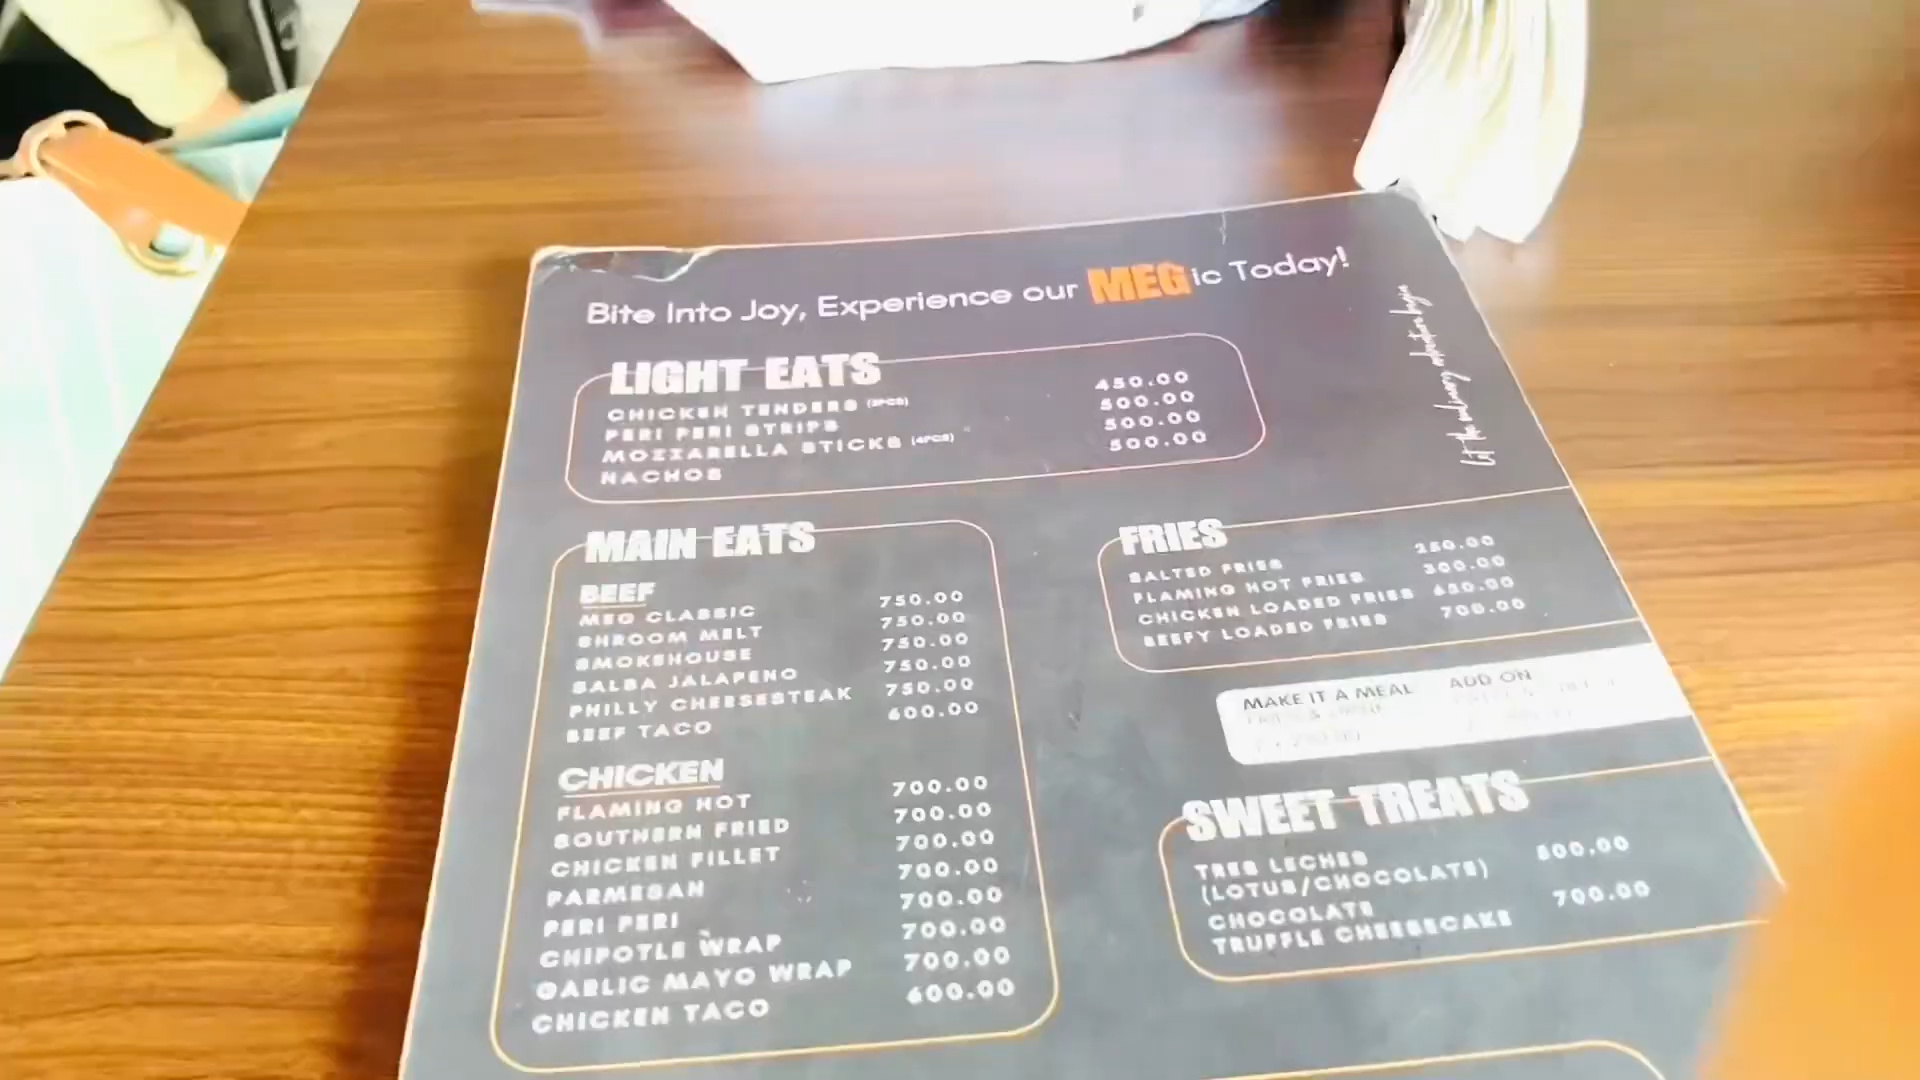 Bite Into Joy, Experience our MEGic Today!
Let the culinary adventure begin
LIGHT EATS
CHICKEN TENDERS 450.00
PERI PERI STRIPS 500.00
MOZZARELLA STICKS (4PCS) 500.00
NACHOS 500.00
MAIN EATS
BEEF
MEG CLASSIC 750.00
SHROOM MELT 750.00
SMOKEHOUSE 750.00
SALSA JALAPENO 750.00
PHILLY CHEESESTEAK 750.00
BEEF TACO 600.00
CHICKEN
FLAMING HOT 700.00
SOUTHERN FRIED 700.00
CHICKEN FILLET 700.00
PARMESAN 700.00
PERI PERI 700.00
CHIPOTLE WRAP 700.00
GARLIC MAYO WRAP 700.00
CHICKEN TACO 600.00
FRIES
SALTED FRIES 250.00
FLAMING HOT FRIES 300.00
CHICKEN LOADED FRIES 650.00
BEEFY LOADED FRIES 700.00
MAKE IT A MEAL
ADD ON
SWEET TREATS
TRES LECHES
(LOTUS/CHOCOLATE)
CHOCOLATE 700.00
TRUFFLE CHEESECAKE